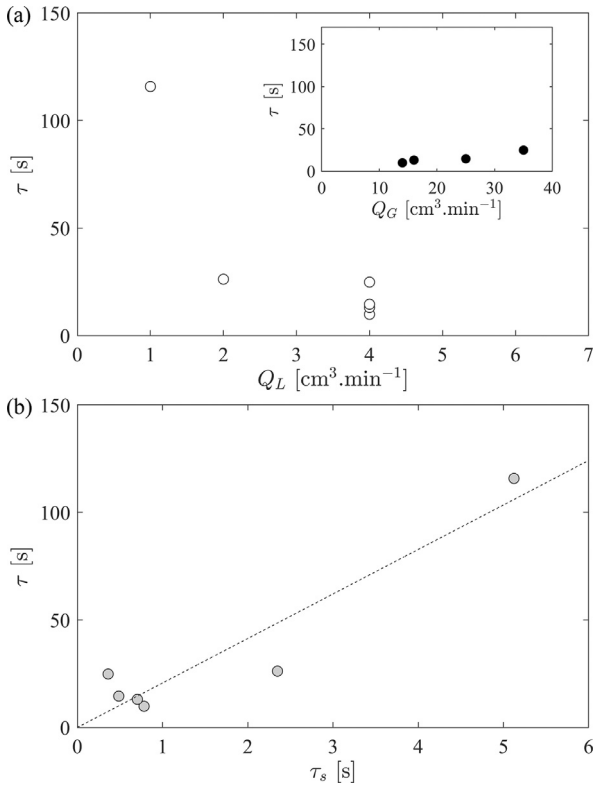 (a)
150
100
50
0
τ [s]
0 1 2 3 4 5 6 7
Q_L [cm³.min⁻¹]
150
100
50
0
τ [s]
0 10 20 30 40
Q_G [cm³.min⁻¹]
(b)
150
100
50
0
τ [s]
0 1 2 3 4 5 6
τ_s [s]